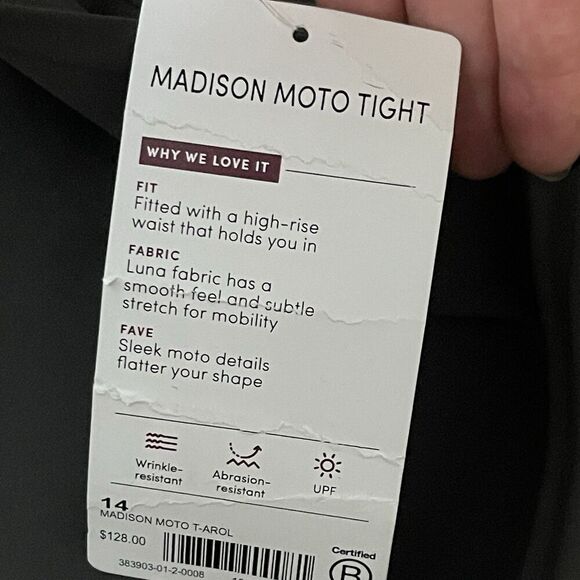 MADISON MOTO TIGHT
WHY WE LOVE IT
FIT
Fitted with a high-rise
waist that holds you in
FABRIC
Luna fabric has a
smooth feel and subtle
stretch for mobility
FAVE
Sleek moto details
flatter your shape
Wrinkle-
resistant
Abrasion-
resistant
UPF
14
MADISON MOTO T-AROL
$128.00
383903-01-2-0008
Certified
B